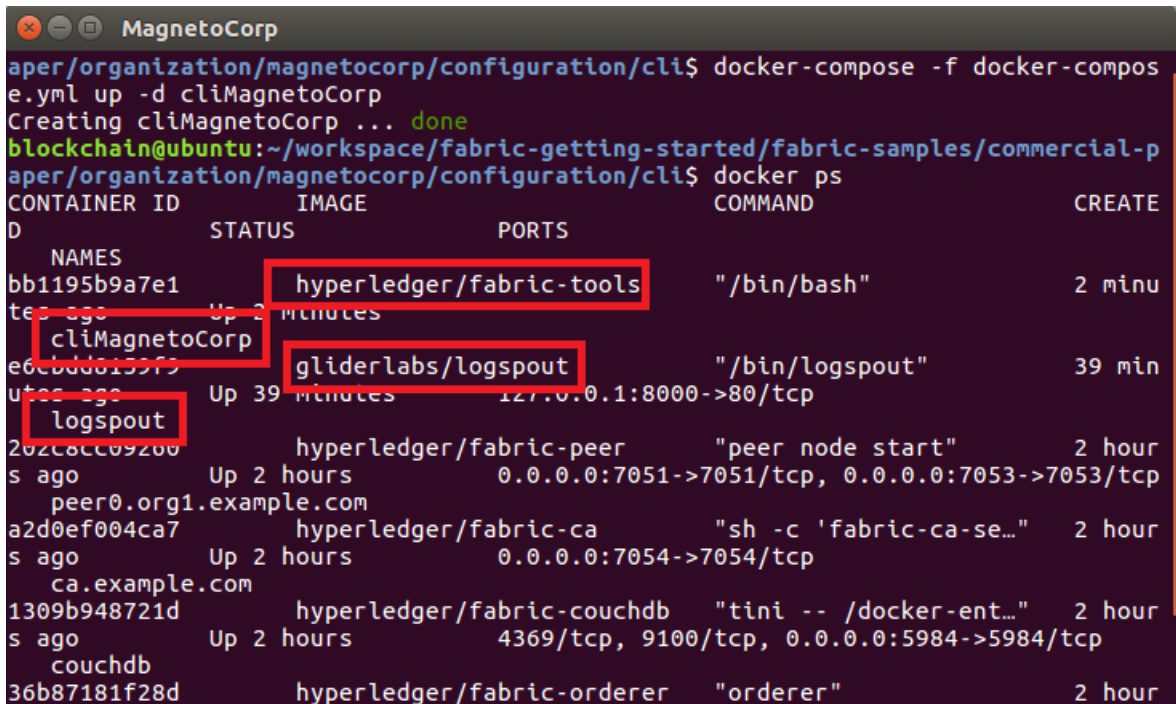 MagnetoCorp
aper/organization/magnetocorp/configuration/cli$ docker-compose -f docker-compos
e.yml up -d cliMagnetoCorp
Creating cliMagnetoCorp ... done
blockchain@ubuntu:~/workspace/fabric-getting-started/fabric-samples/commercial-p
aper/organization/magnetocorp/configuration/cli$ docker ps
CONTAINER ID        IMAGE                        COMMAND                  CREATE
D             STATUS              PORTS
   NAMES
bb1195b9a7e1        hyperledger/fabric-tools     "/bin/bash"              2 minu
tes ago       Up 2 minutes
   cliMagnetoCorp
gliderlabs/logspout          "/bin/logspout"          39 min
utes ago      Up 39 minutes       127.0.0.1:8000->80/tcp
   logspout
202c8cc09260        hyperledger/fabric-peer      "peer node start"        2 hour
s ago         Up 2 hours          0.0.0.0:7051->7051/tcp, 0.0.0.0:7053->7053/tcp
   peer0.org1.example.com
a2d0ef004ca7        hyperledger/fabric-ca        "sh -c 'fabric-ca-se…"   2 hour
s ago         Up 2 hours          0.0.0.0:7054->7054/tcp
   ca.example.com
1309b948721d        hyperledger/fabric-couchdb   "tini -- /docker-ent…"   2 hour
s ago         Up 2 hours          4369/tcp, 9100/tcp, 0.0.0.0:5984->5984/tcp
   couchdb
36b87181f28d        hyperledger/fabric-orderer   "orderer"                2 hour